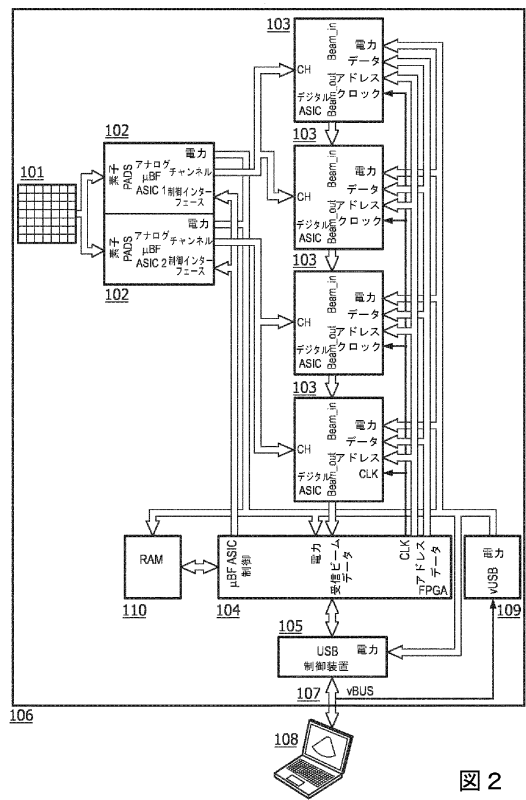 103
Beam_in
電力
データ
CH
アドレス
デジタル
ASIC
Beam_out
クロック
103
Beam_in
電力
データ
CH
アドレス
デジタル
ASIC
Beam_out
クロック
103
Beam_in
電力
データ
CH
アドレス
デジタル
ASIC
Beam_out
クロック
103
Beam_in
電力
データ
CH
アドレス
デジタル
ASIC
Beam_out
CLK
101
102
電力
素子
PADS
アナログ
μBF
ASIC 1
チャンネル
制御インター
フェース
電力
素子
PADS
アナログ
μBF
ASIC 2
チャンネル
制御インター
フェース
102
RAM
110
μBF ASIC
制御
電力
受信ビーム
データ
CLK
アドレス
データ
FPGA
104
電力
vUSB
109
105
USB
制御装置
電力
107
vBUS
106
108
図2